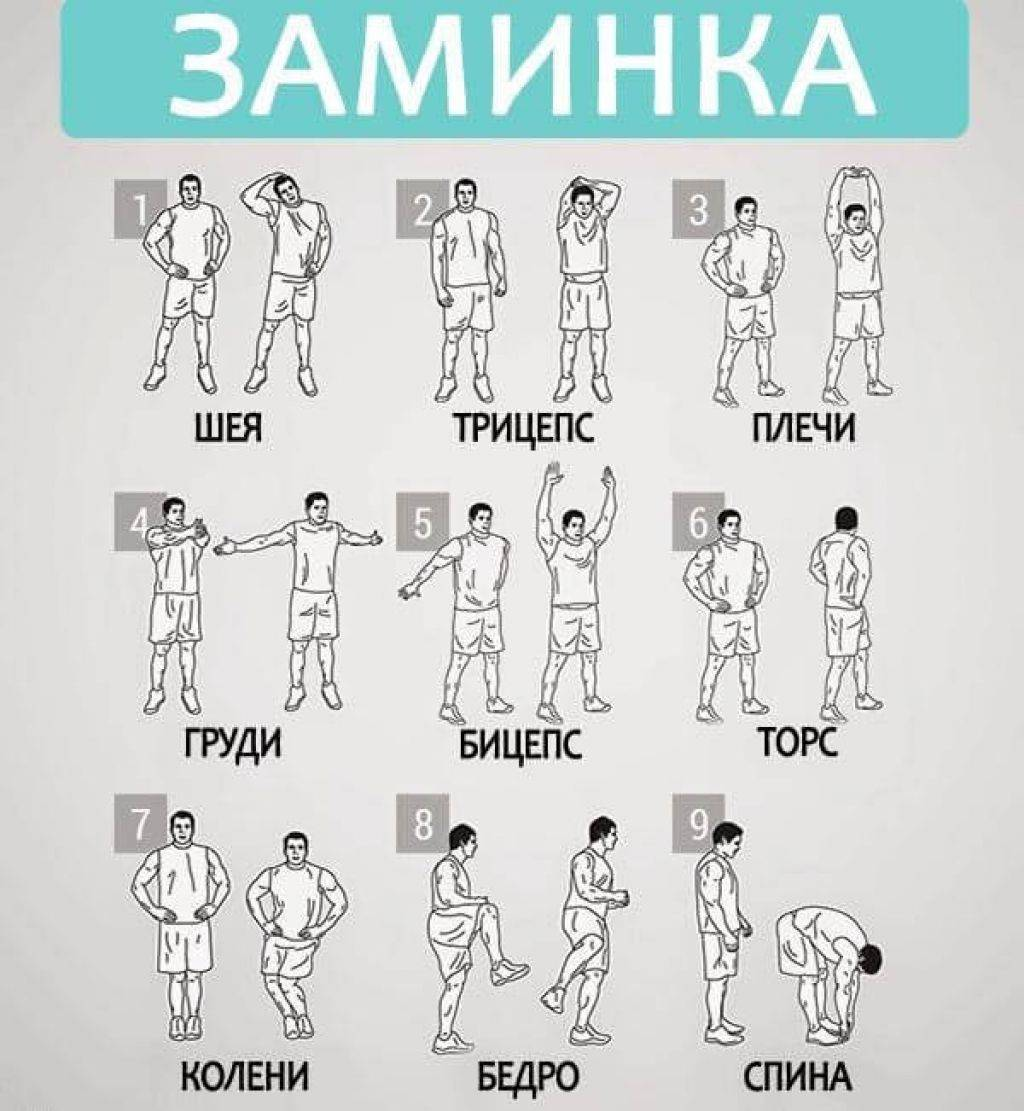 ЗАМИНКА
1
2
3
ШЕЯ
ТРИЦЕПС
ПЛЕЧИ
4
5
6
ГРУДИ
БИЦЕПС
ТОРС
7
8
9
КОЛЕНИ
БЕДРО
СПИНА